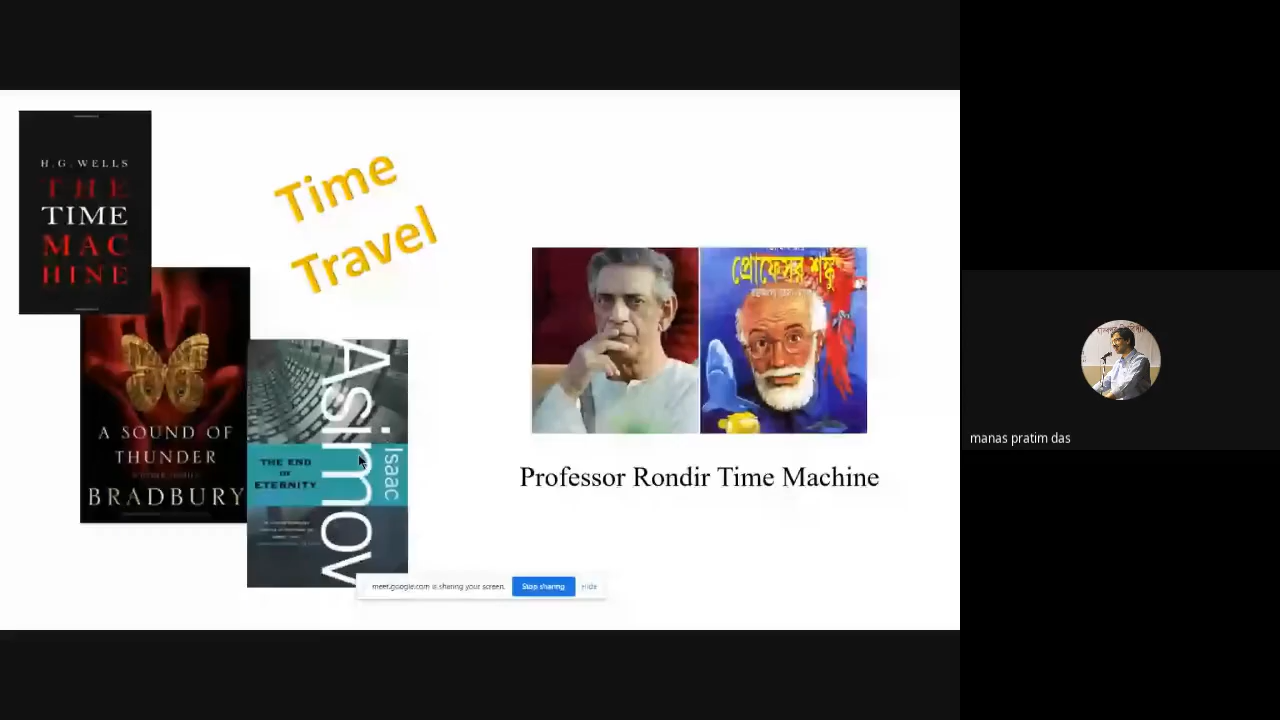 H.G. WELLS
THE
TIME
MAC
HINE
Time
Travel
A SOUND OF
THUNDER
BRADBURY
Isaac
Asimov
THE END
OF
ETERNITY
প্রোফেসর শঙ্কু
Professor Rondir Time Machine
meet.google.com is sharing your screen.
Stop sharing
Hide
manas pratim das